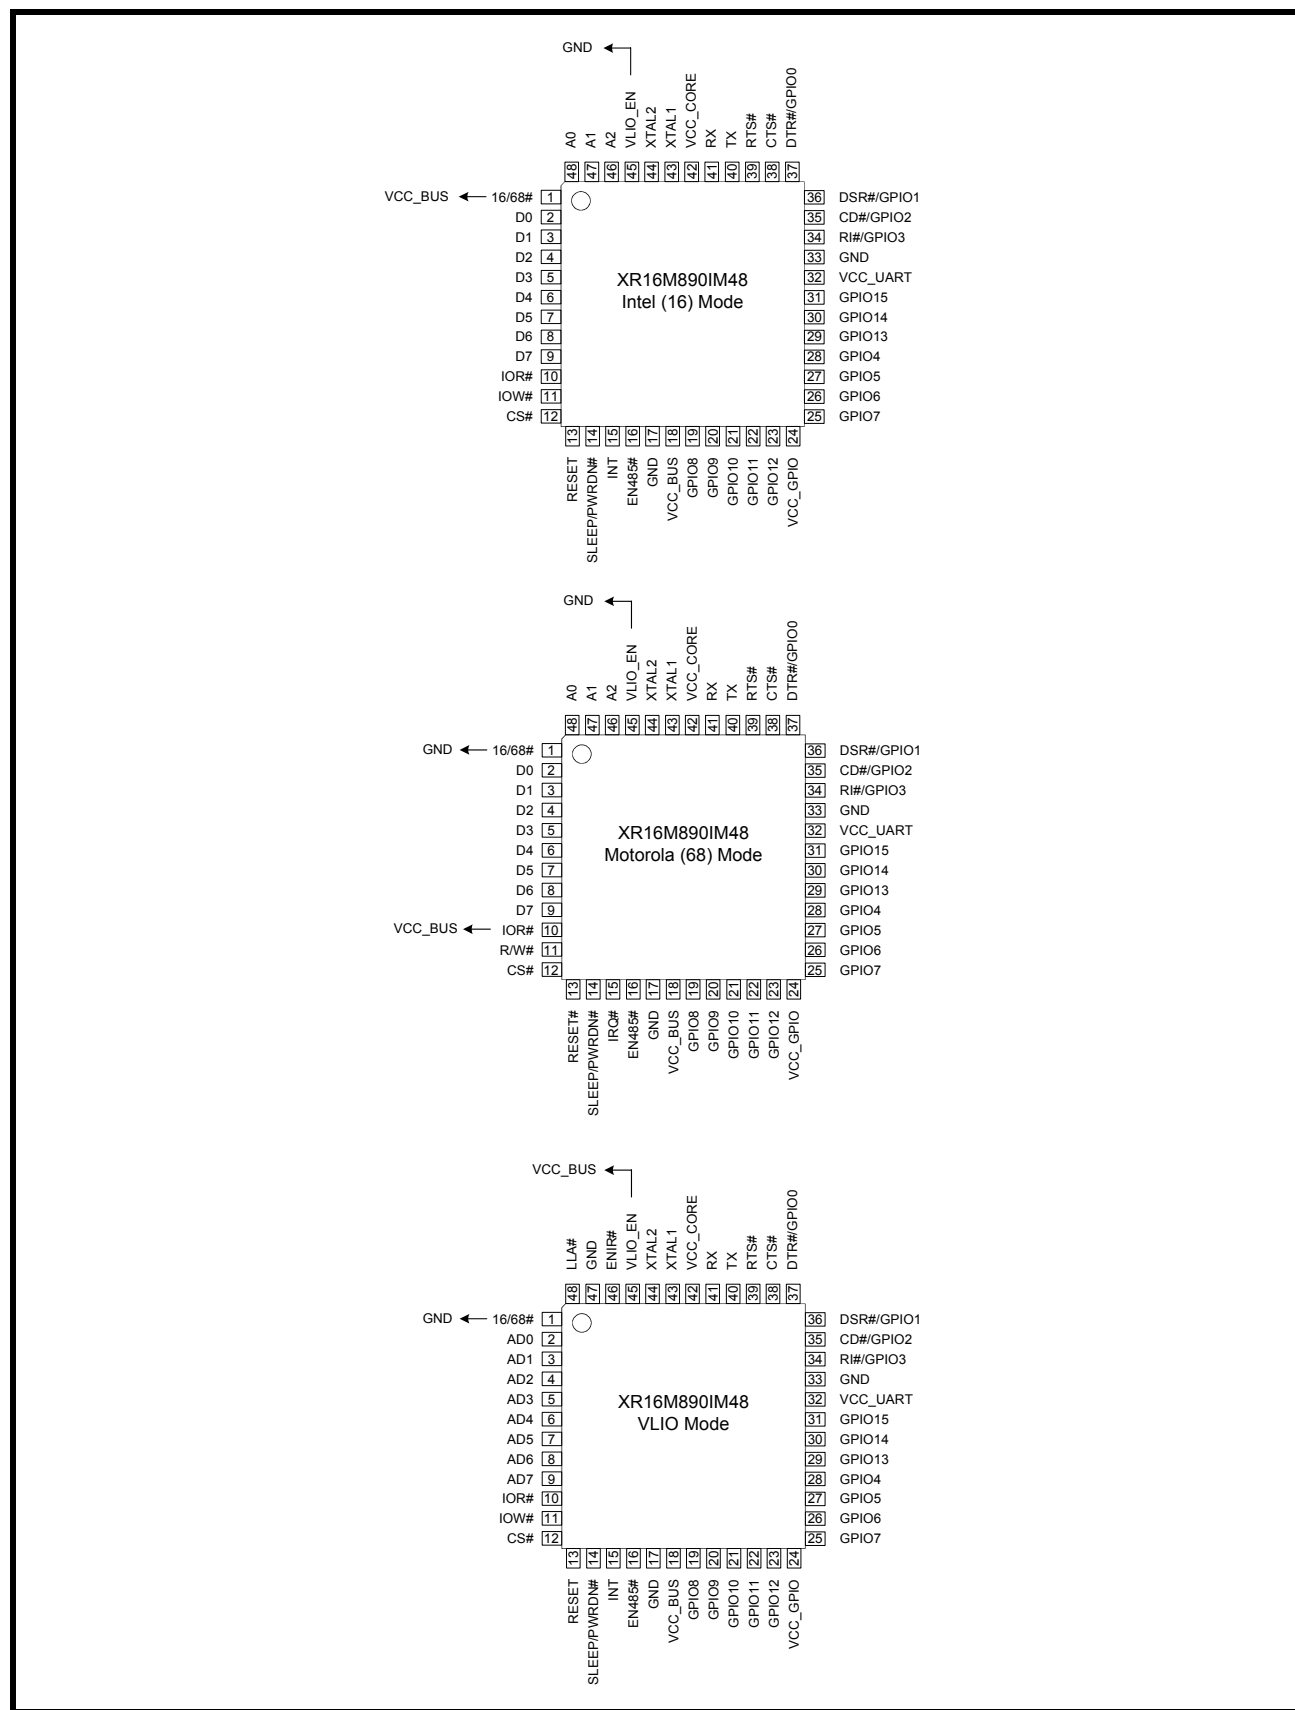 GND
A0
A1
A2
VLIO_EN
XTAL2
XTAL1
VCC_CORE
RX
TX
RTS#
CTS#
DTR#/GPIO0
48 47 46 45 44 43 42 41 40 39 38 37
VCC_BUS 16/68# 1 36 DSR#/GPIO1
D0 2 35 CD#/GPIO2
D1 3 34 RI#/GPIO3
D2 4 33 GND
D3 5 32 VCC_UART
D4 6 31 GPIO15
D5 7 30 GPIO14
D6 8 29 GPIO13
D7 9 28 GPIO4
IOR# 10 27 GPIO5
IOW# 11 26 GPIO6
CS# 12 25 GPIO7
XR16M890IM48
Intel (16) Mode
13 14 15 16 17 18 19 20 21 22 23 24
RESET
SLEEP/PWRDN#
INT
EN485#
GND
VCC_BUS
GPIO8
GPIO9
GPIO10
GPIO11
GPIO12
VCC_GPIO
GND
A0
A1
A2
VLIO_EN
XTAL2
XTAL1
VCC_CORE
RX
TX
RTS#
CTS#
DTR#/GPIO0
48 47 46 45 44 43 42 41 40 39 38 37
GND 16/68# 1 36 DSR#/GPIO1
D0 2 35 CD#/GPIO2
D1 3 34 RI#/GPIO3
D2 4 33 GND
D3 5 32 VCC_UART
D4 6 31 GPIO15
D5 7 30 GPIO14
D6 8 29 GPIO13
D7 9 28 GPIO4
VCC_BUS IOR# 10 27 GPIO5
R/W# 11 26 GPIO6
CS# 12 25 GPIO7
XR16M890IM48
Motorola (68) Mode
13 14 15 16 17 18 19 20 21 22 23 24
RESET#
SLEEP/PWRDN#
IRQ#
EN485#
GND
VCC_BUS
GPIO8
GPIO9
GPIO10
GPIO11
GPIO12
VCC_GPIO
VCC_BUS
LLA#
GND
ENIR#
VLIO_EN
XTAL2
XTAL1
VCC_CORE
RX
TX
RTS#
CTS#
DTR#/GPIO0
48 47 46 45 44 43 42 41 40 39 38 37
GND 16/68# 1 36 DSR#/GPIO1
AD0 2 35 CD#/GPIO2
AD1 3 34 RI#/GPIO3
AD2 4 33 GND
AD3 5 32 VCC_UART
AD4 6 31 GPIO15
AD5 7 30 GPIO14
AD6 8 29 GPIO13
AD7 9 28 GPIO4
IOR# 10 27 GPIO5
IOW# 11 26 GPIO6
CS# 12 25 GPIO7
XR16M890IM48
VLIO Mode
13 14 15 16 17 18 19 20 21 22 23 24
RESET
SLEEP/PWRDN#
INT
EN485#
GND
VCC_BUS
GPIO8
GPIO9
GPIO10
GPIO11
GPIO12
VCC_GPIO